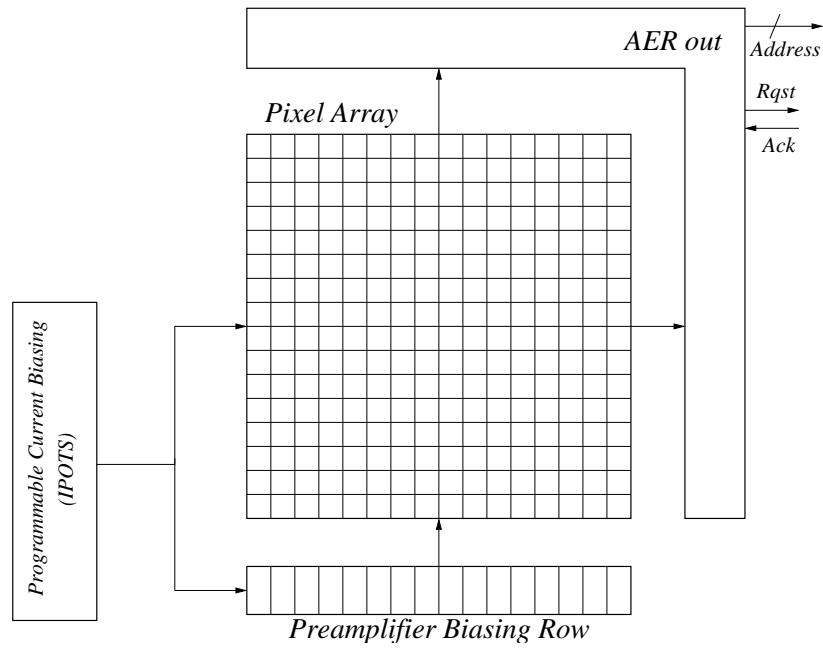 AER out
Address
Rqst
Ack
Pixel Array
Programmable Current Biasing
(IPOTS)
Preamplifier Biasing Row